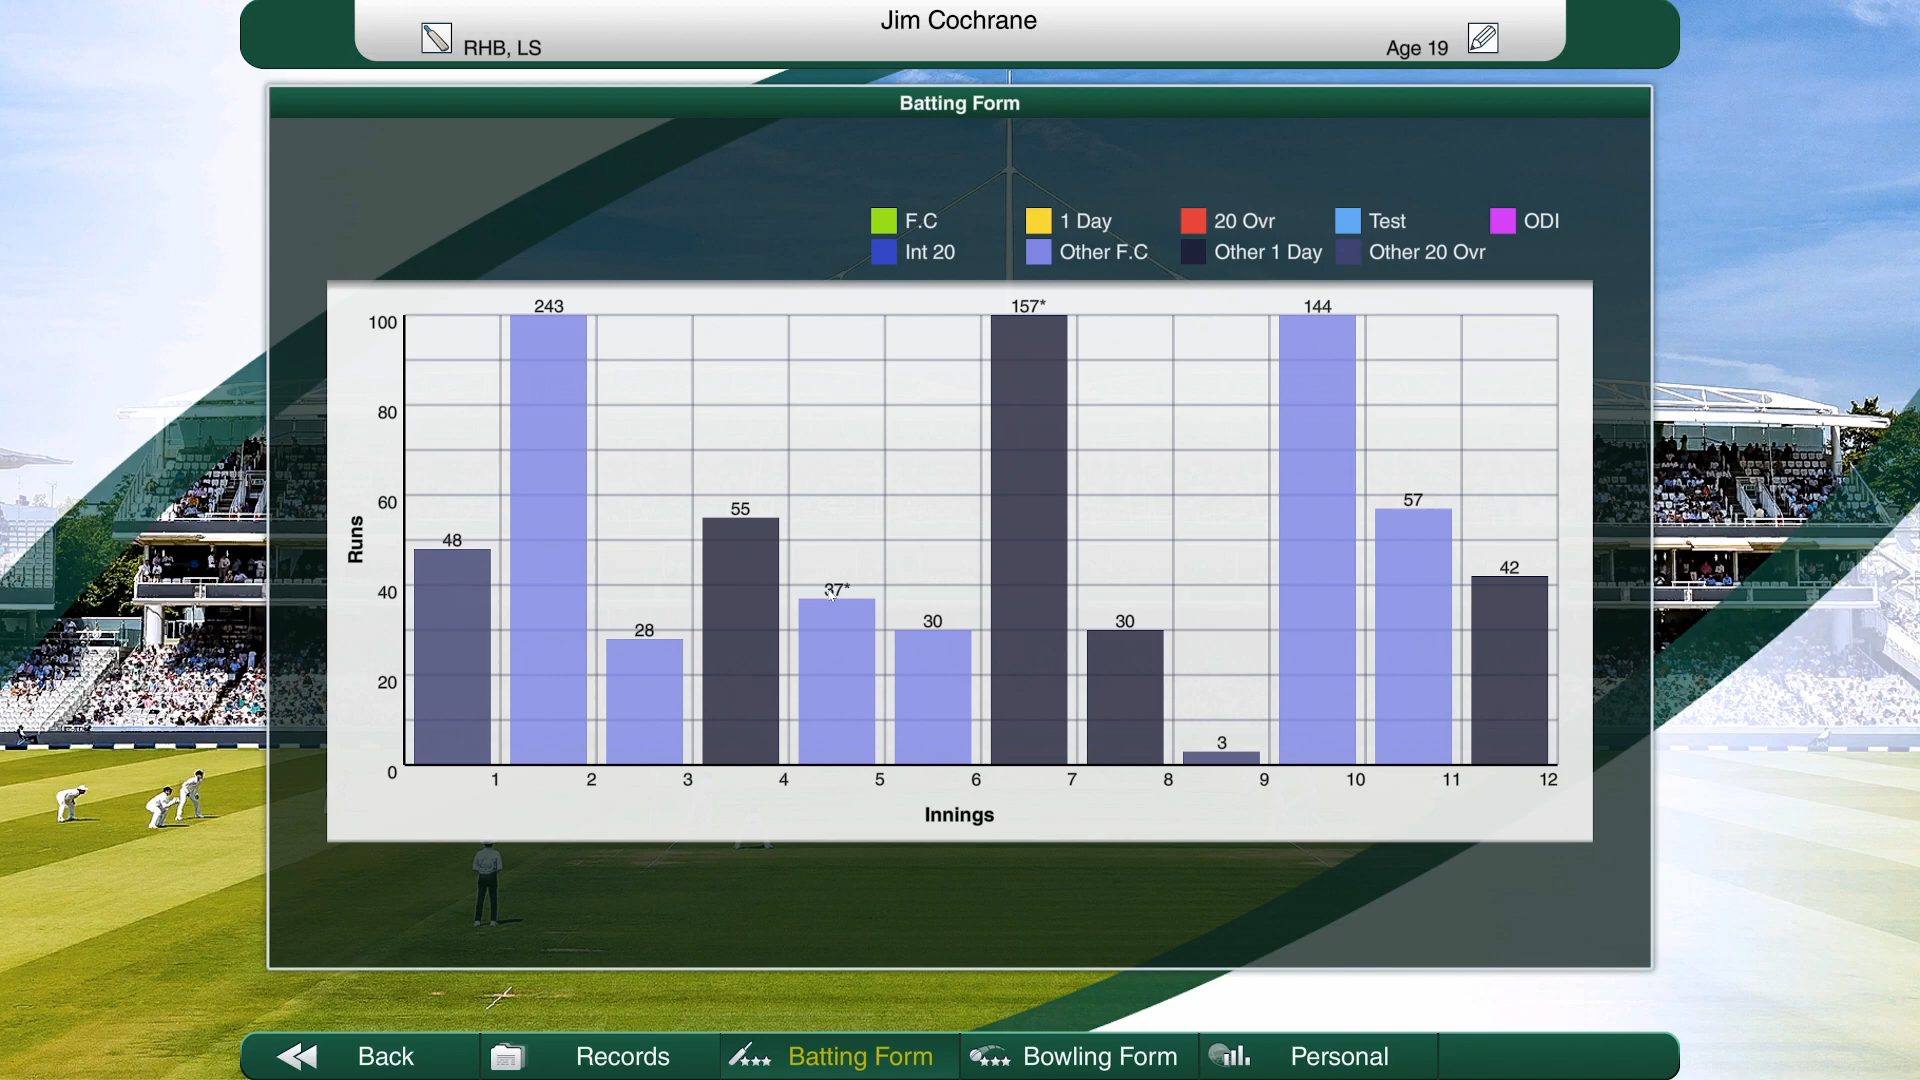 Jim Cochrane
RHB, LS
Age 19
Batting Form
F.C 1 Day 20 Ovr Test ODI
Int 20 Other F.C Other 1 Day Other 20 Ovr
243 157* 144
100
80
60
40
20
0
Runs
48 28 55 37* 30 30 3 57 42
1 2 3 4 5 6 7 8 9 10 11 12
Innings
Back Records Batting Form Bowling Form Personal